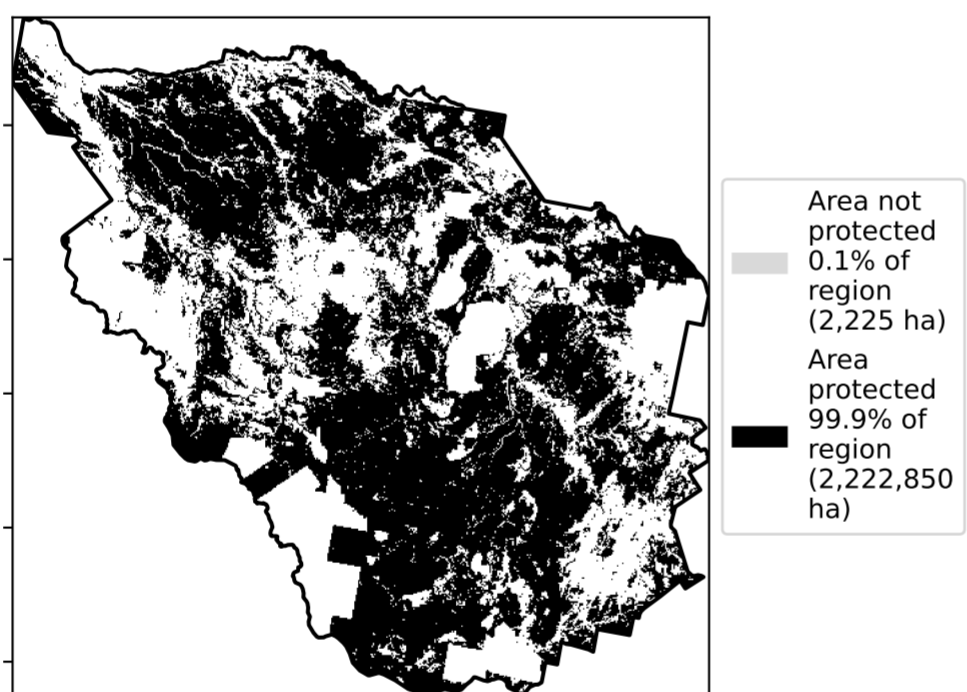 Area not
protected
0.1% of
region
(2,225 ha)
Area
protected
99.9% of
region
(2,222,850
ha)